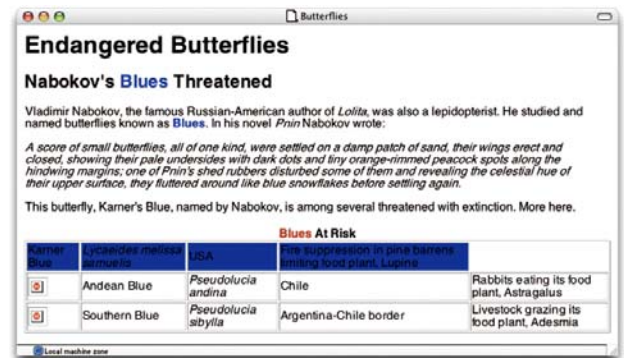 Butterflies
Endangered Butterflies
Nabokov's Blues Threatened
Vladimir Nabokov, the famous Russian-American author of Lolita, was also a lepidopterist. He studied and
named butterflies known as Blues. In his novel Pnin Nabokov wrote:
A score of small butterflies, all of one kind, were settled on a damp patch of sand, their wings erect and
closed, showing their pale undersides with dark dots and tiny orange-rimmed peacock spots along the
hindwing margins; one of Pnin's shed rubbers disturbed some of them and revealing the celestial hue of
their upper surface, they fluttered around like blue snowflakes before settling again.
This butterfly, Karner's Blue, named by Nabokov, is among several threatened with extinction. More here.
Blues At Risk
Karner Lycaeides melissa USA Fire suppression in pine barrens
Blue samuelis limiting food plant, Lupine
Andean Blue Pseudolucia andina Chile Rabbits eating its food
plant, Astragalus
Southern Blue Pseudolucia sibylla Argentina-Chile border Livestock grazing its
food plant, Adesmia
Local machine zone